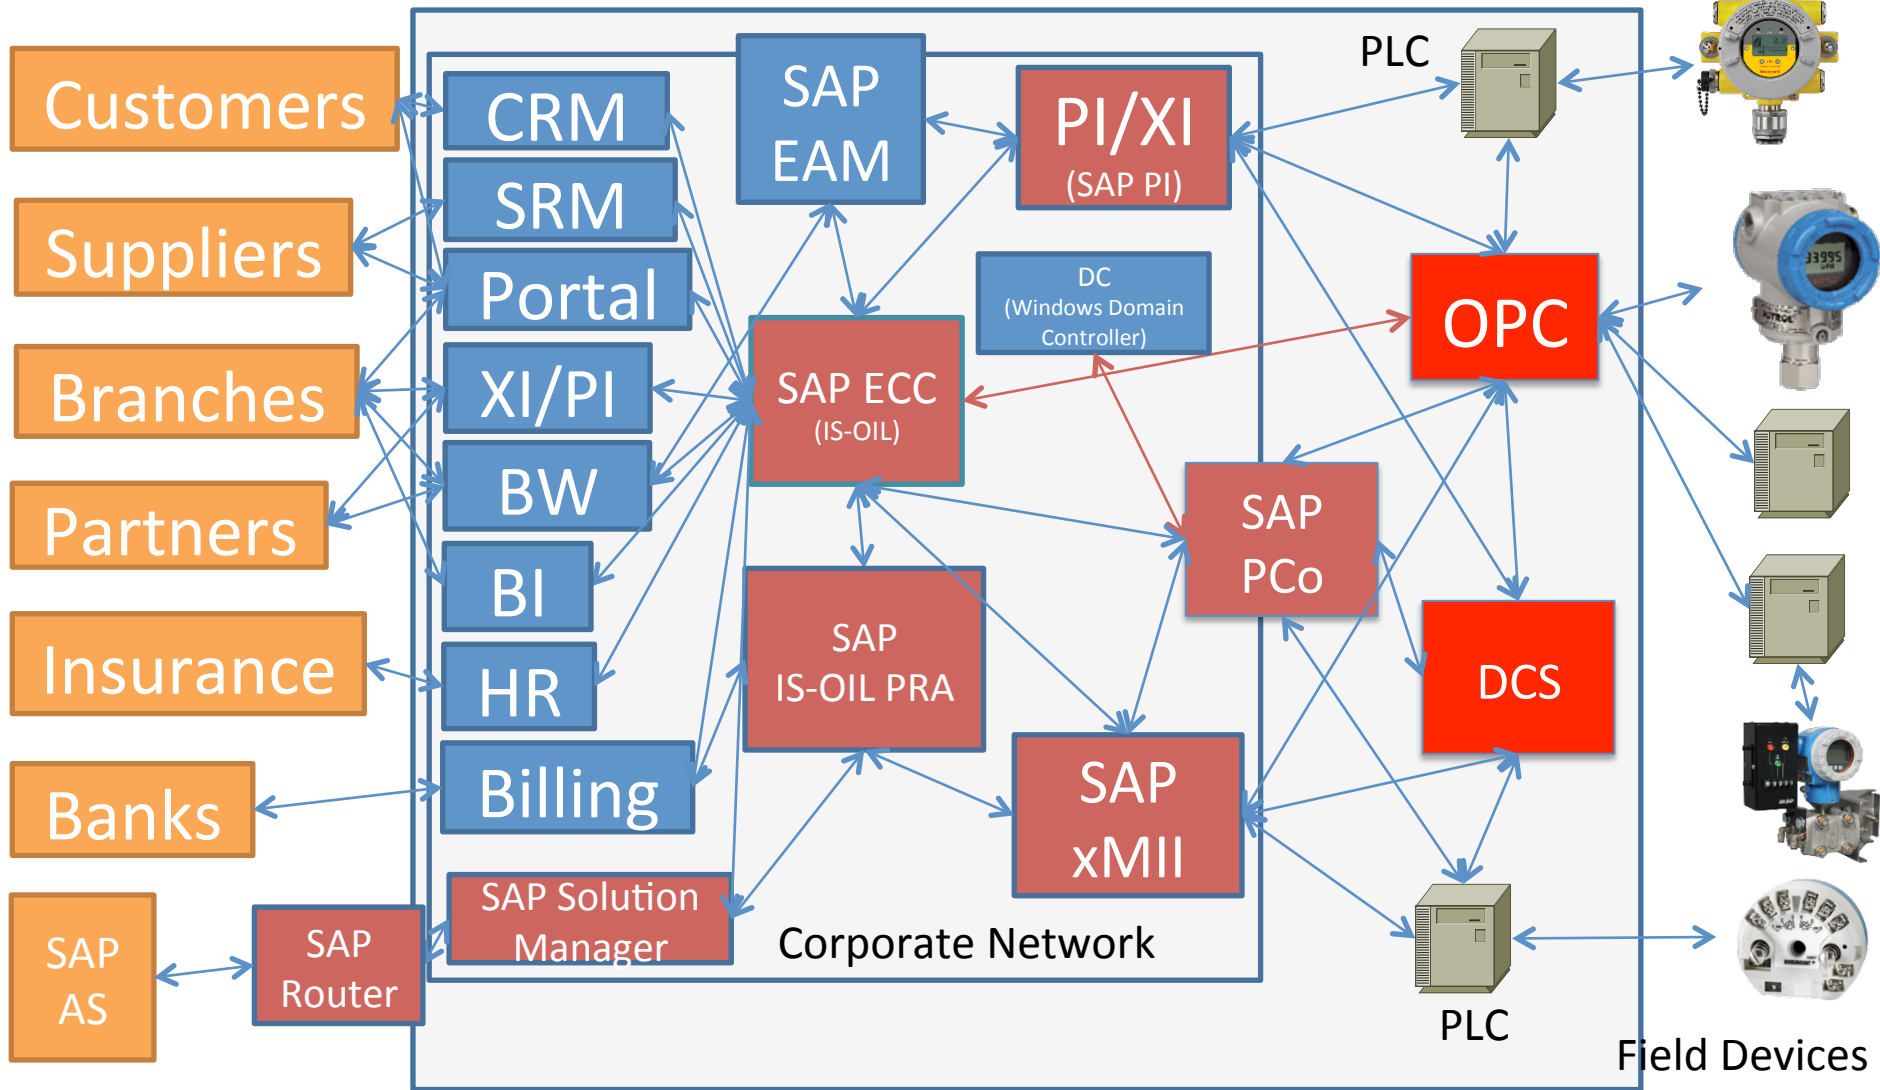 Customers
Suppliers
Branches
Partners
Insurance
Banks
SAP
AS
SAP
Router
CRM
SRM
Portal
XI/PI
BW
BI
HR
Billing
SAP Solution
Manager
SAP
EAM
PI/XI
(SAP PI)
DC
(Windows Domain
Controller)
SAP ECC
(IS-OIL)
SAP
IS-OIL PRA
SAP
xMII
SAP
PCo
Corporate Network
PLC
OPC
DCS
PLC
33995
Field Devices